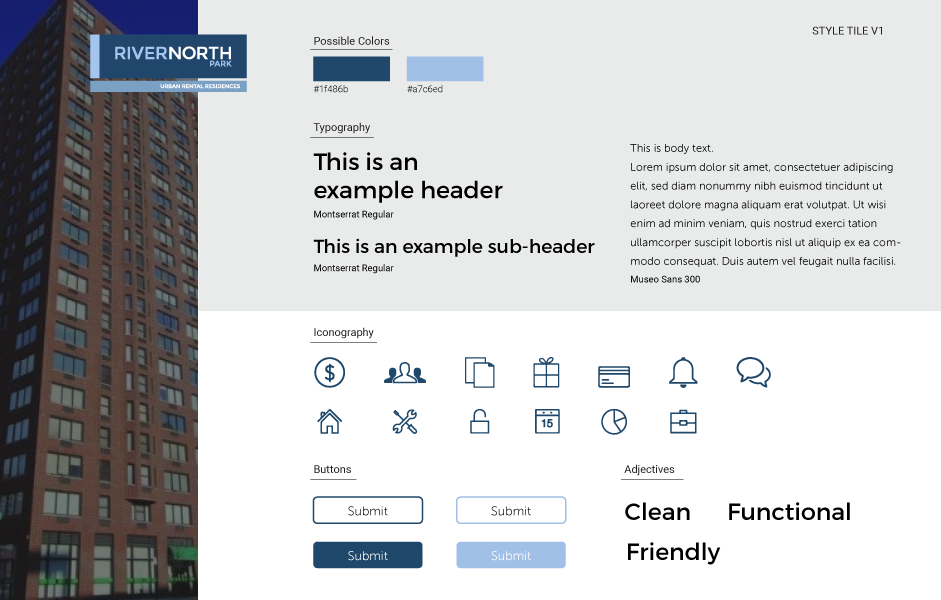 STYLE TILE V1
RIVERNORTH
PARK
URBAN RENTAL RESIDENCES
Possible Colors
#1f486b
#a7c6ed
Typography
This is an
example header
Montserrat Regular
This is an example sub-header
Montserrat Regular
This is body text.
Lorem ipsum dolor sit amet, consectetuer adipiscing
elit, sed diam nonummy nibh euismod tincidunt ut
laoreet dolore magna aliquam erat volutpat. Ut wisi
enim ad minim veniam, quis nostrud exerci tation
ullamcorper suscipit lobortis nisl ut aliquip ex ea com-
modo consequat. Duis autem vel feugait nulla facilisi.
Museo Sans 300
Iconography
$
15
Buttons
Submit
Submit
Submit
Submit
Adjectives
Clean Functional
Friendly